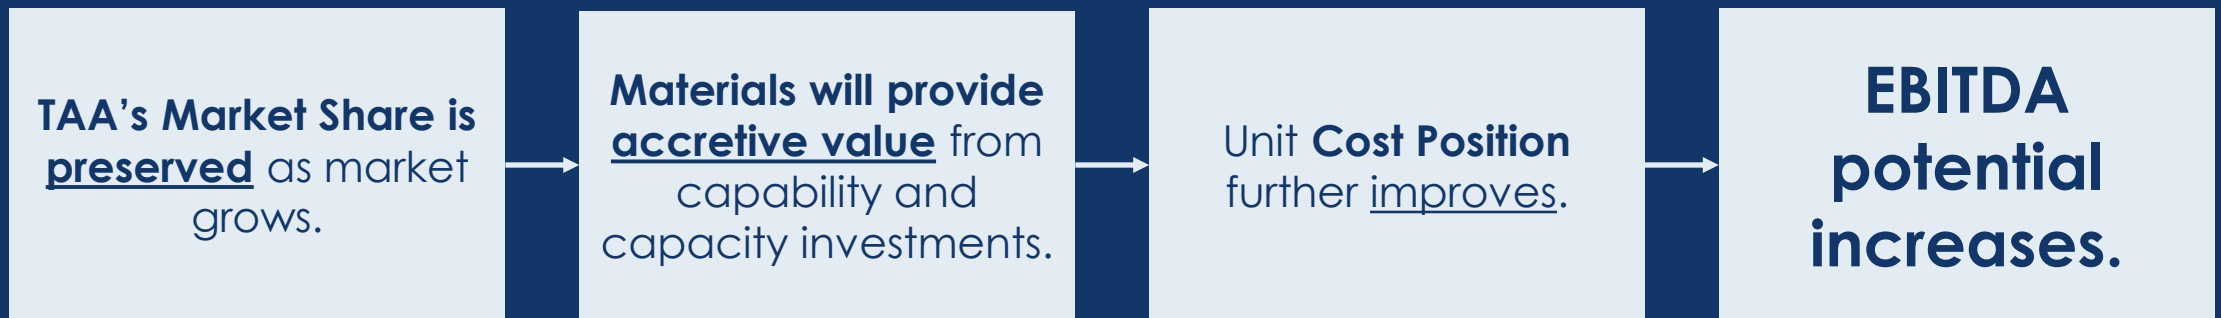 TAA’s Market Share is
preserved as market
grows.
Materials will provide
accretive value from
capability and
capacity investments.
Unit Cost Position
further improves.
EBITDA
potential
increases.